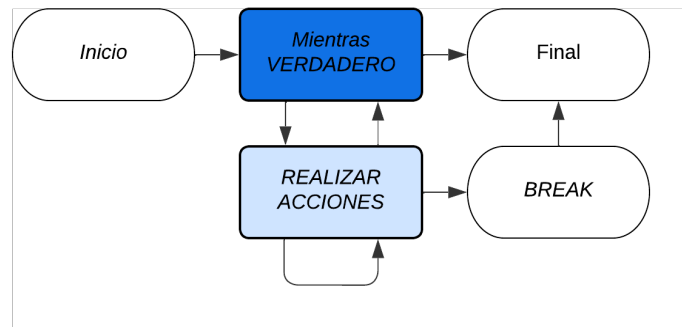 Inicio
Mientras
VERDADERO
Final
REALIZAR
ACCIONES
BREAK